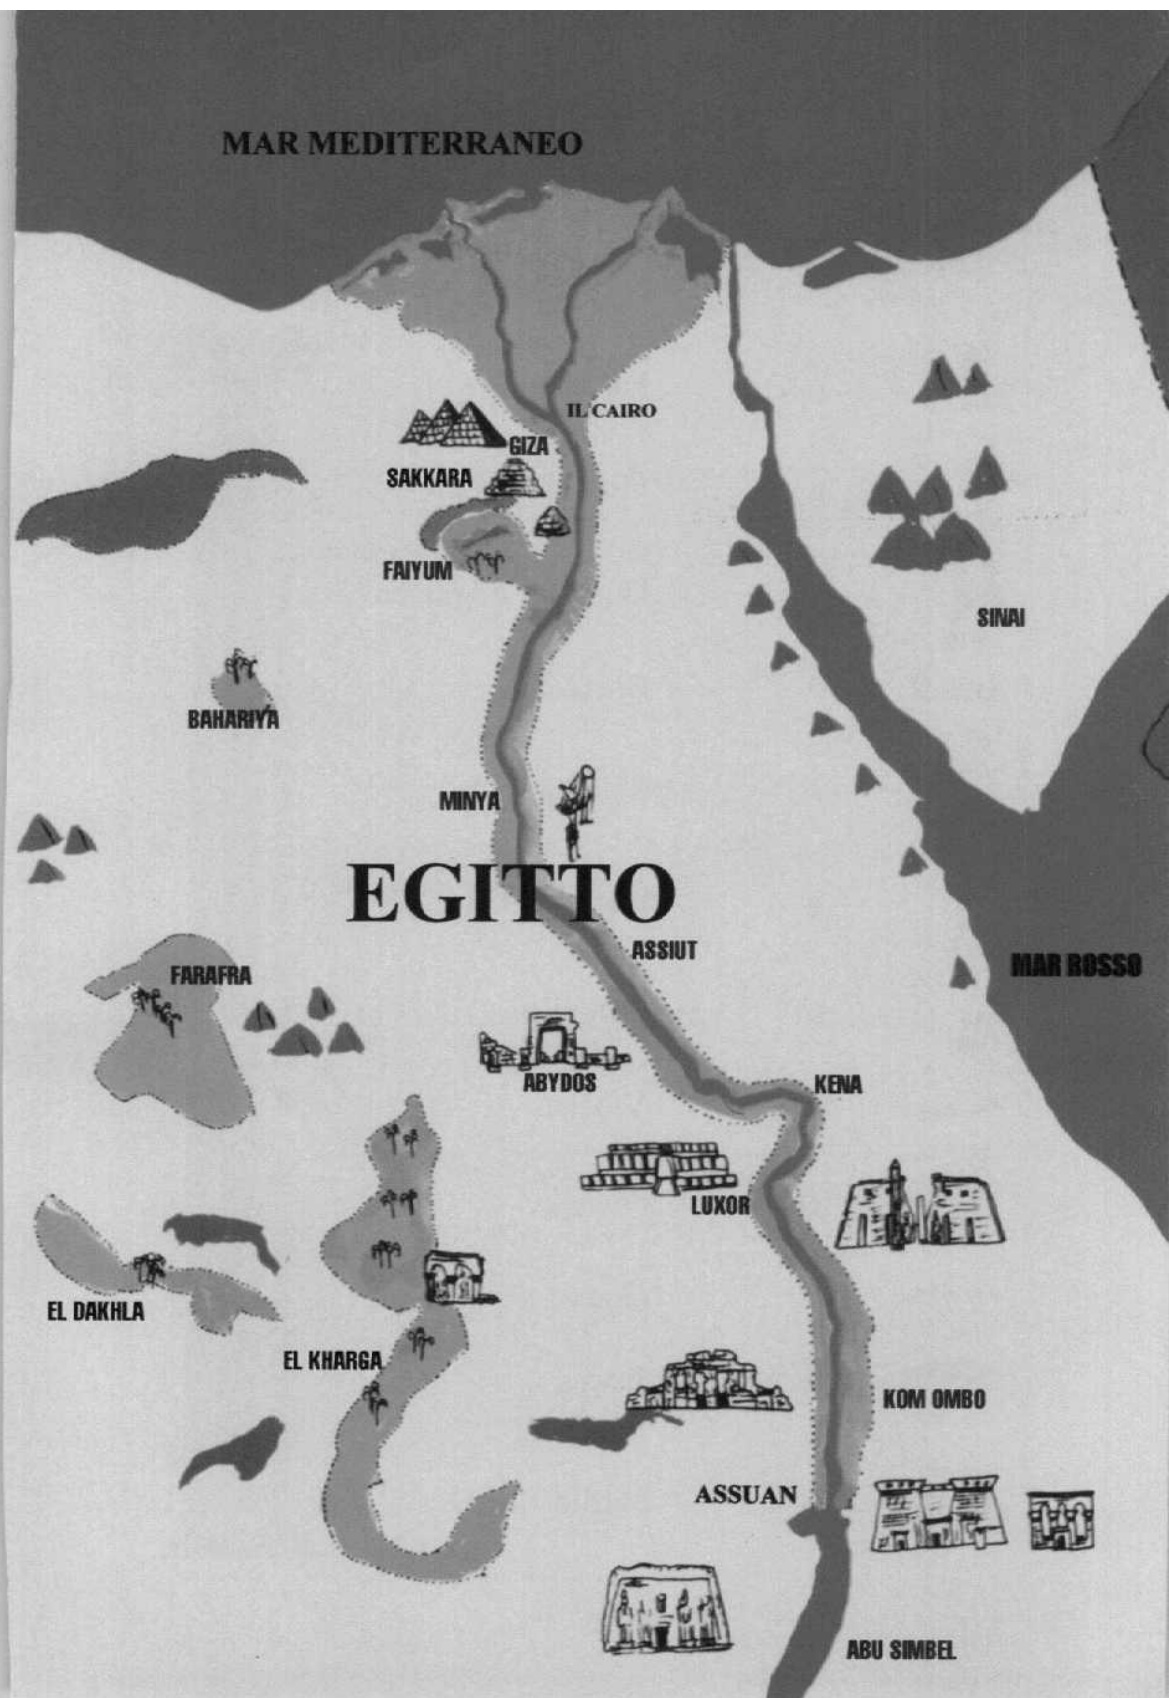 MAR MEDITERRANEO
IL CAIRO
GIZA
SAKKARA
FAIYUM
SINAI
BAHARIYA
MINYA
EGITTO
ASSIUT
MAR ROSSO
FARAFRA
ABYDOS
KENA
LUXOR
EL DAKHLA
EL KHARGA
KOM OMBO
ASSUAN
ABU SIMBEL